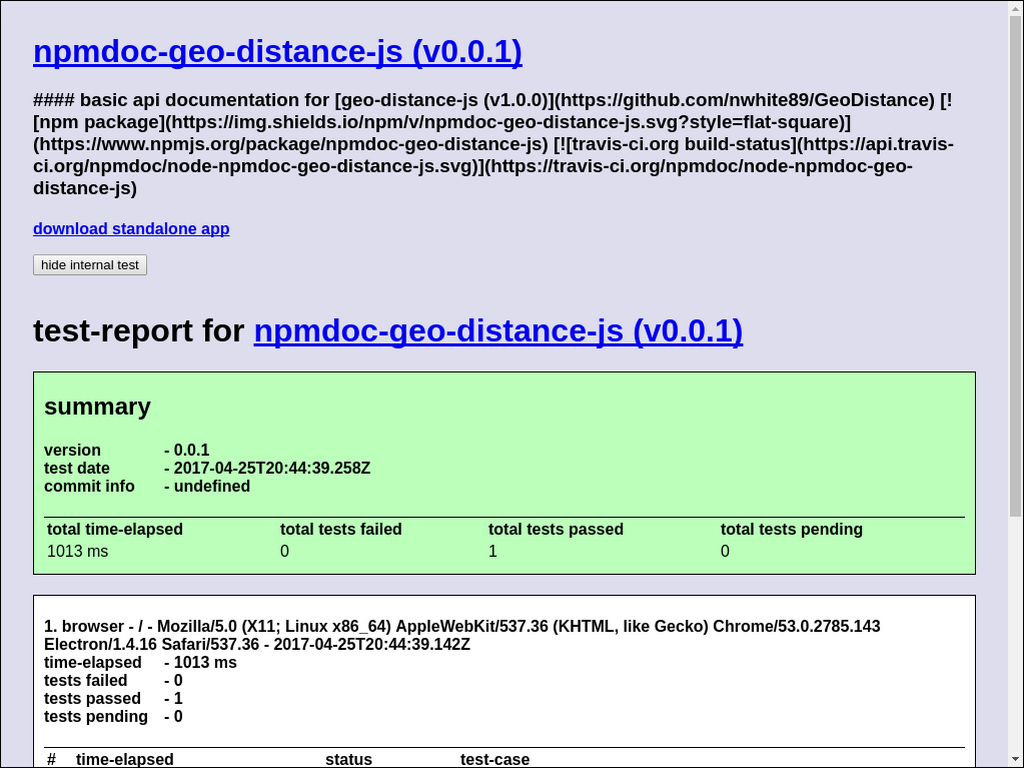 npmdoc-geo-distance-js (v0.0.1)
#### basic api documentation for [geo-distance-js (v1.0.0)](https://github.com/nwhite89/GeoDistance) [!
[npm package](https://img.shields.io/npm/v/npmdoc-geo-distance-js.svg?style=flat-square)]
(https://www.npmjs.org/package/npmdoc-geo-distance-js) [![travis-ci.org build-status](https://api.travis-
ci.org/npmdoc/node-npmdoc-geo-distance-js.svg)](https://travis-ci.org/npmdoc/node-npmdoc-geo-
distance-js)
download standalone app
hide internal test
test-report for npmdoc-geo-distance-js (v0.0.1)
summary
version - 0.0.1
test date - 2017-04-25T20:44:39.258Z
commit info - undefined
total time-elapsed total tests failed total tests passed total tests pending
1013 ms 0 1 0
1. browser - / - Mozilla/5.0 (X11; Linux x86_64) AppleWebKit/537.36 (KHTML, like Gecko) Chrome/53.0.2785.143
Electron/1.4.16 Safari/537.36 - 2017-04-25T20:44:39.142Z
time-elapsed - 1013 ms
tests failed - 0
tests passed - 1
tests pending - 0
# time-elapsed status test-case